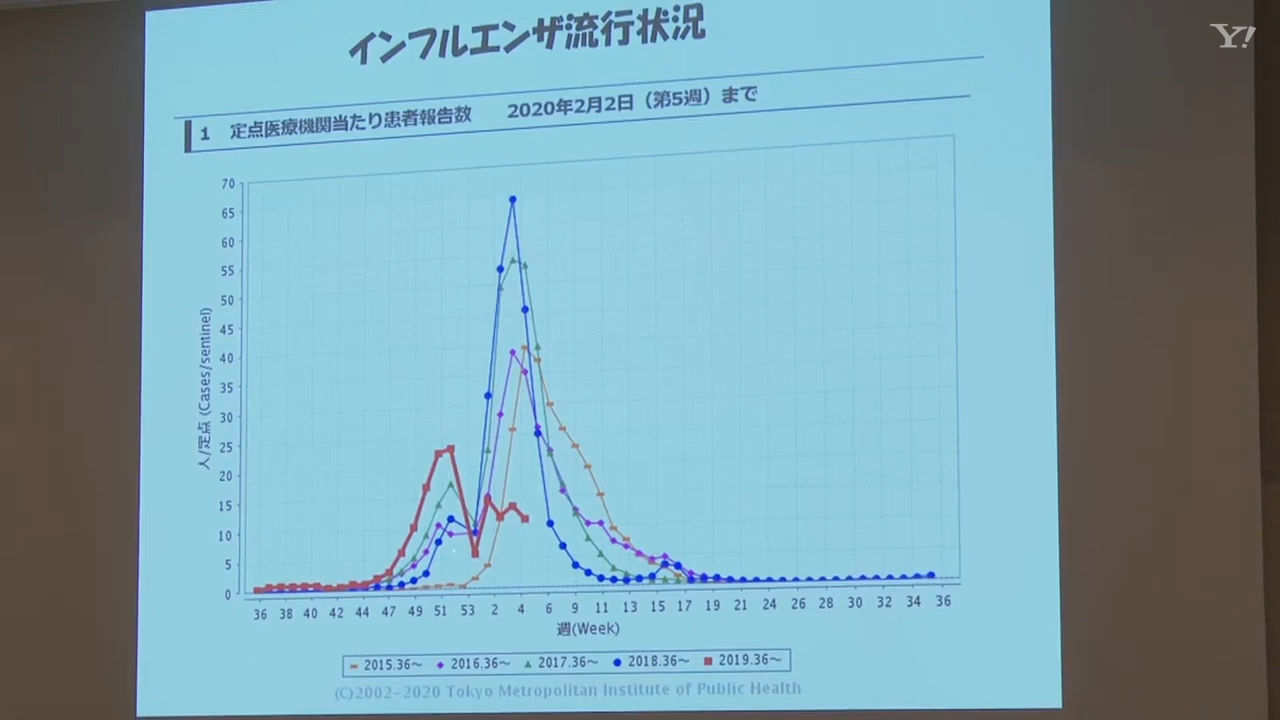 Y!
インフルエンザ流行状況
1 定点医療機関当たり患者報告数 2020年2月2日（第5週）まで
70
65
60
55
50
45
40
35
30
25
20
15
10
5
0
人/定点 (Cases/sentinel)
36 38 40 42 44 47 49 51 53 2 4 6 9 11 13 15 17 19 21 24 26 28 30 32 34 36
週(Week)
2015.36～ 2016.36～ 2017.36～ 2018.36～ 2019.36～
(C)2002-2020 Tokyo Metropolitan Institute of Public Health